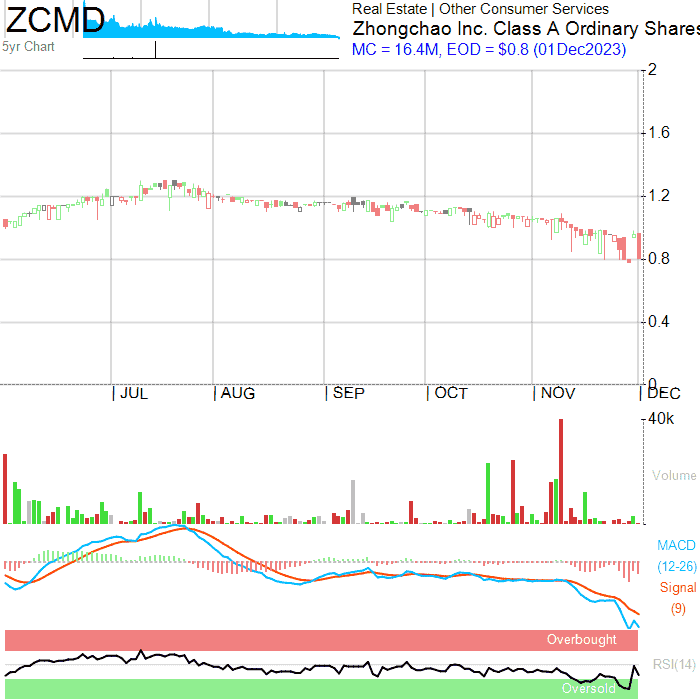 ZCMD
5yr Chart
Real Estate | Other Consumer Services
Zhongchao Inc. Class A Ordinary Shares
MC = 16.4M, EOD = $0.8 (01Dec2023)
2
1.6
1.2
0.8
0.4
0
JUL AUG SEP OCT NOV DEC
40k
Volume
MACD
(12-26)
Signal
(9)
Overbought
RSI(14)
Oversold